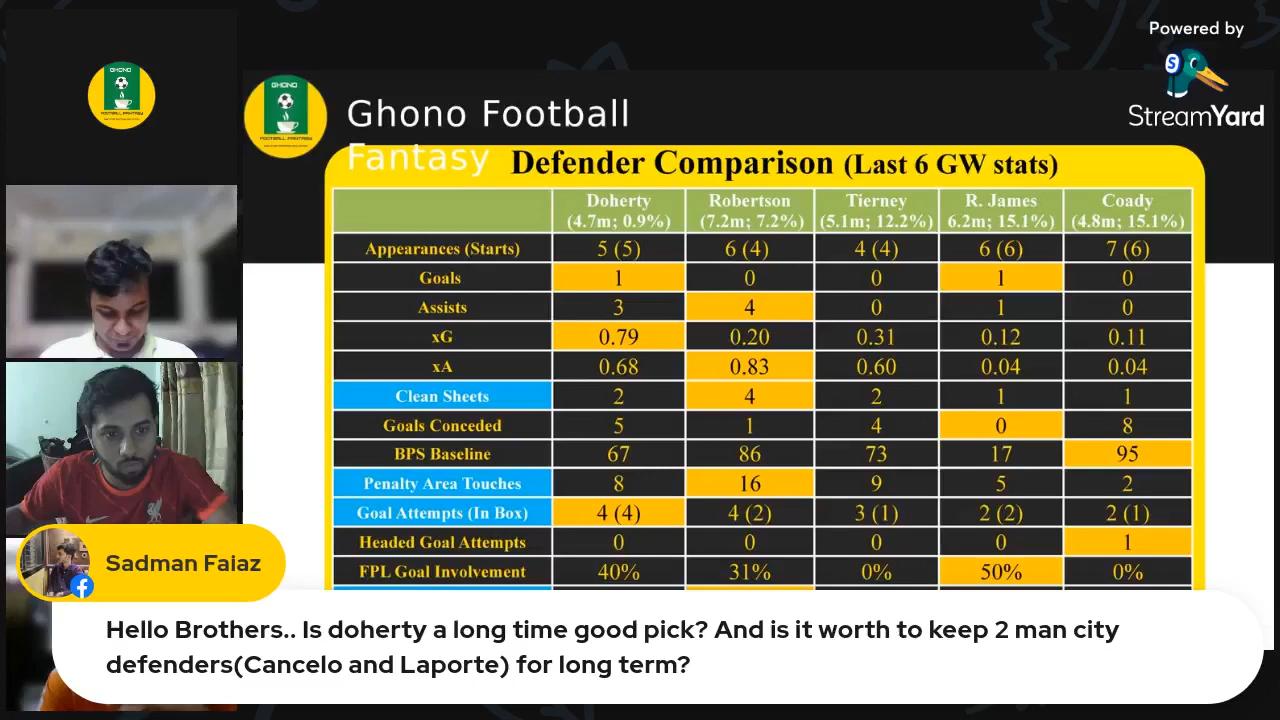 Powered by
StreamYard
GHONO
FOOTBALL FANTASY
GHONO
FOOTBALL FANTASY
Ghono Football
Fantasy
Defender Comparison (Last 6 GW stats)
Doherty Robertson Tierney R. James Coady
(4.7m; 0.9%) (7.2m; 7.2%) (5.1m; 12.2%) 6.2m; 15.1%) (4.8m; 15.1%)
Appearances (Starts) 5 (5) 6 (4) 4 (4) 6 (6) 7 (6)
Goals 1 0 0 1 0
Assists 3 4 0 1 0
xG 0.79 0.20 0.31 0.12 0.11
xA 0.68 0.83 0.60 0.04 0.04
Clean Sheets 2 4 2 1 1
Goals Conceded 5 1 4 0 8
BPS Baseline 67 86 73 17 95
Penalty Area Touches 8 16 9 5 2
Goal Attempts (In Box) 4 (4) 4 (2) 3 (1) 2 (2) 2 (1)
Headed Goal Attempts 0 0 0 0 1
FPL Goal Involvement 40% 31% 0% 50% 0%
Sadman Faiaz
Hello Brothers.. Is doherty a long time good pick? And is it worth to keep 2 man city
defenders(Cancelo and Laporte) for long term?